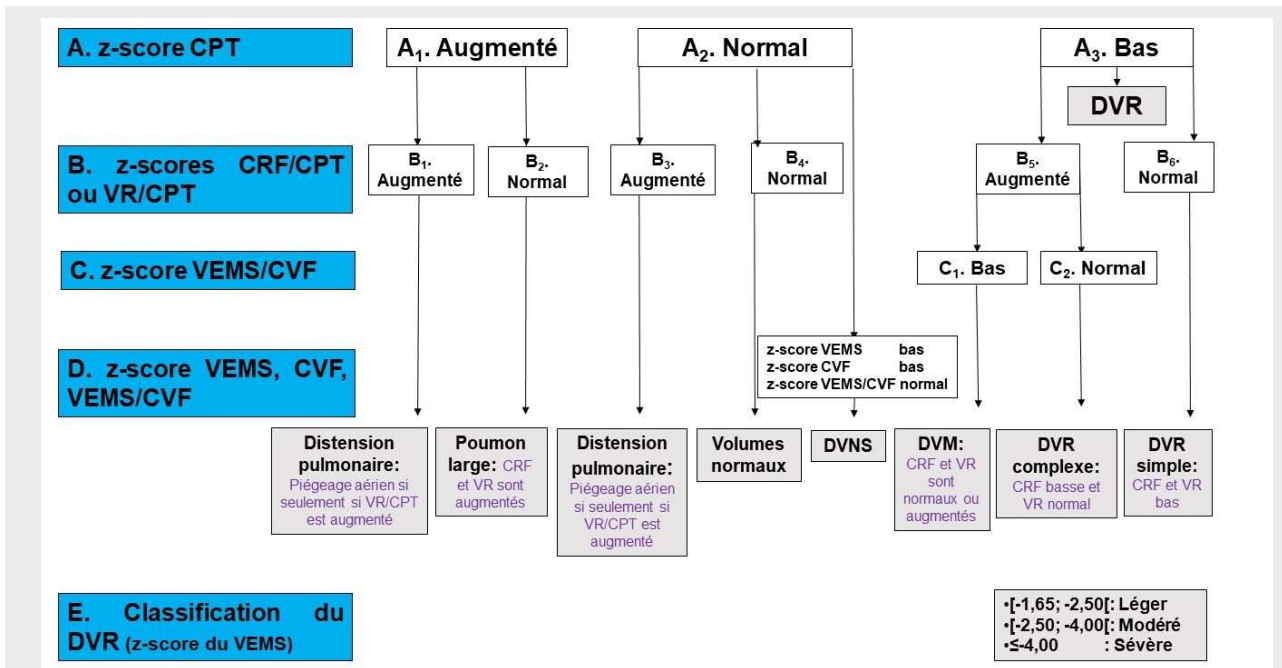 A. z-score CPT
A₁. Augmenté
A₂. Normal
A₃. Bas
DVR
B. z-scores CRF/CPT
ou VR/CPT
B₁.
Augmenté
B₂.
Normal
B₃.
Augmenté
B₄.
Normal
B₅.
Augmenté
B₆.
Normal
C. z-score VEMS/CVF
C₁. Bas
C₂. Normal
D. z-score VEMS, CVF,
VEMS/CVF
z-score VEMS bas
z-score CVF bas
z-score VEMS/CVF normal
Distension
pulmonaire:
Piégeage aérien si
seulement si VR/CPT
est augmenté
Poumon
large: CRF
et VR sont
augmentés
Distension
pulmonaire:
Piégeage aérien si
si seulement si
VR/CPT est
augmenté
Volumes
normaux
DVNS
DVM:
CRF et VR
sont
normaux ou
augmentés
DVR
complexe:
CRF basse et
VR normal
DVR
simple:
CRF et VR
bas
E. Classification du
DVR (z-score du VEMS)
•[-1,65; -2,50[: Léger
•[-2,50; -4,00[: Modéré
•≤-4,00 : Sévère